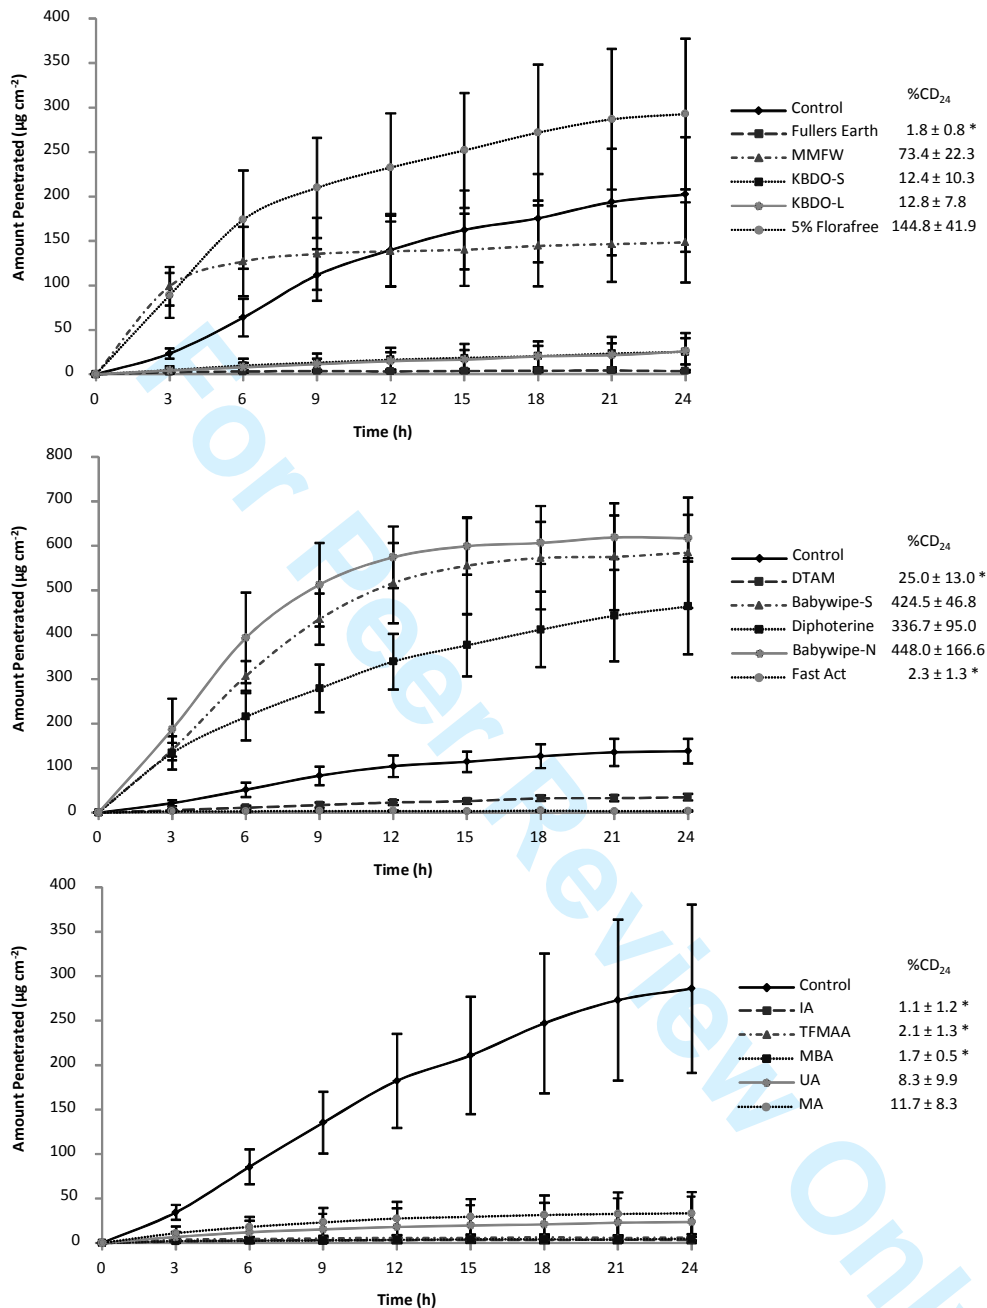 400
350
300
250
200
150
100
50
0
Amount Penetrated (µg cm⁻²)
0 3 6 9 12 15 18 21 24
Time (h)
%CD₂₄
Control
Fullers Earth 1.8 ± 0.8 *
MMFW 73.4 ± 22.3
KBDO-S 12.4 ± 10.3
KBDO-L 12.8 ± 7.8
5% Florafree 144.8 ± 41.9
800
700
600
500
400
300
200
100
0
Amount Penetrated (µg cm⁻²)
0 3 6 9 12 15 18 21 24
Time (h)
%CD₂₄
Control
DTAM 25.0 ± 13.0 *
Babywipe-S 424.5 ± 46.8
Diphoterine 336.7 ± 95.0
Babywipe-N 448.0 ± 166.6
Fast Act 2.3 ± 1.3 *
400
350
300
250
200
150
100
50
0
Amount Penetrated (µg cm⁻²)
0 3 6 9 12 15 18 21 24
Time (h)
%CD₂₄
Control
IA 1.1 ± 1.2 *
TFMAA 2.1 ± 1.3 *
MBA 1.7 ± 0.5 *
UA 8.3 ± 9.9
MA 11.7 ± 8.3
For Peer Review Onl